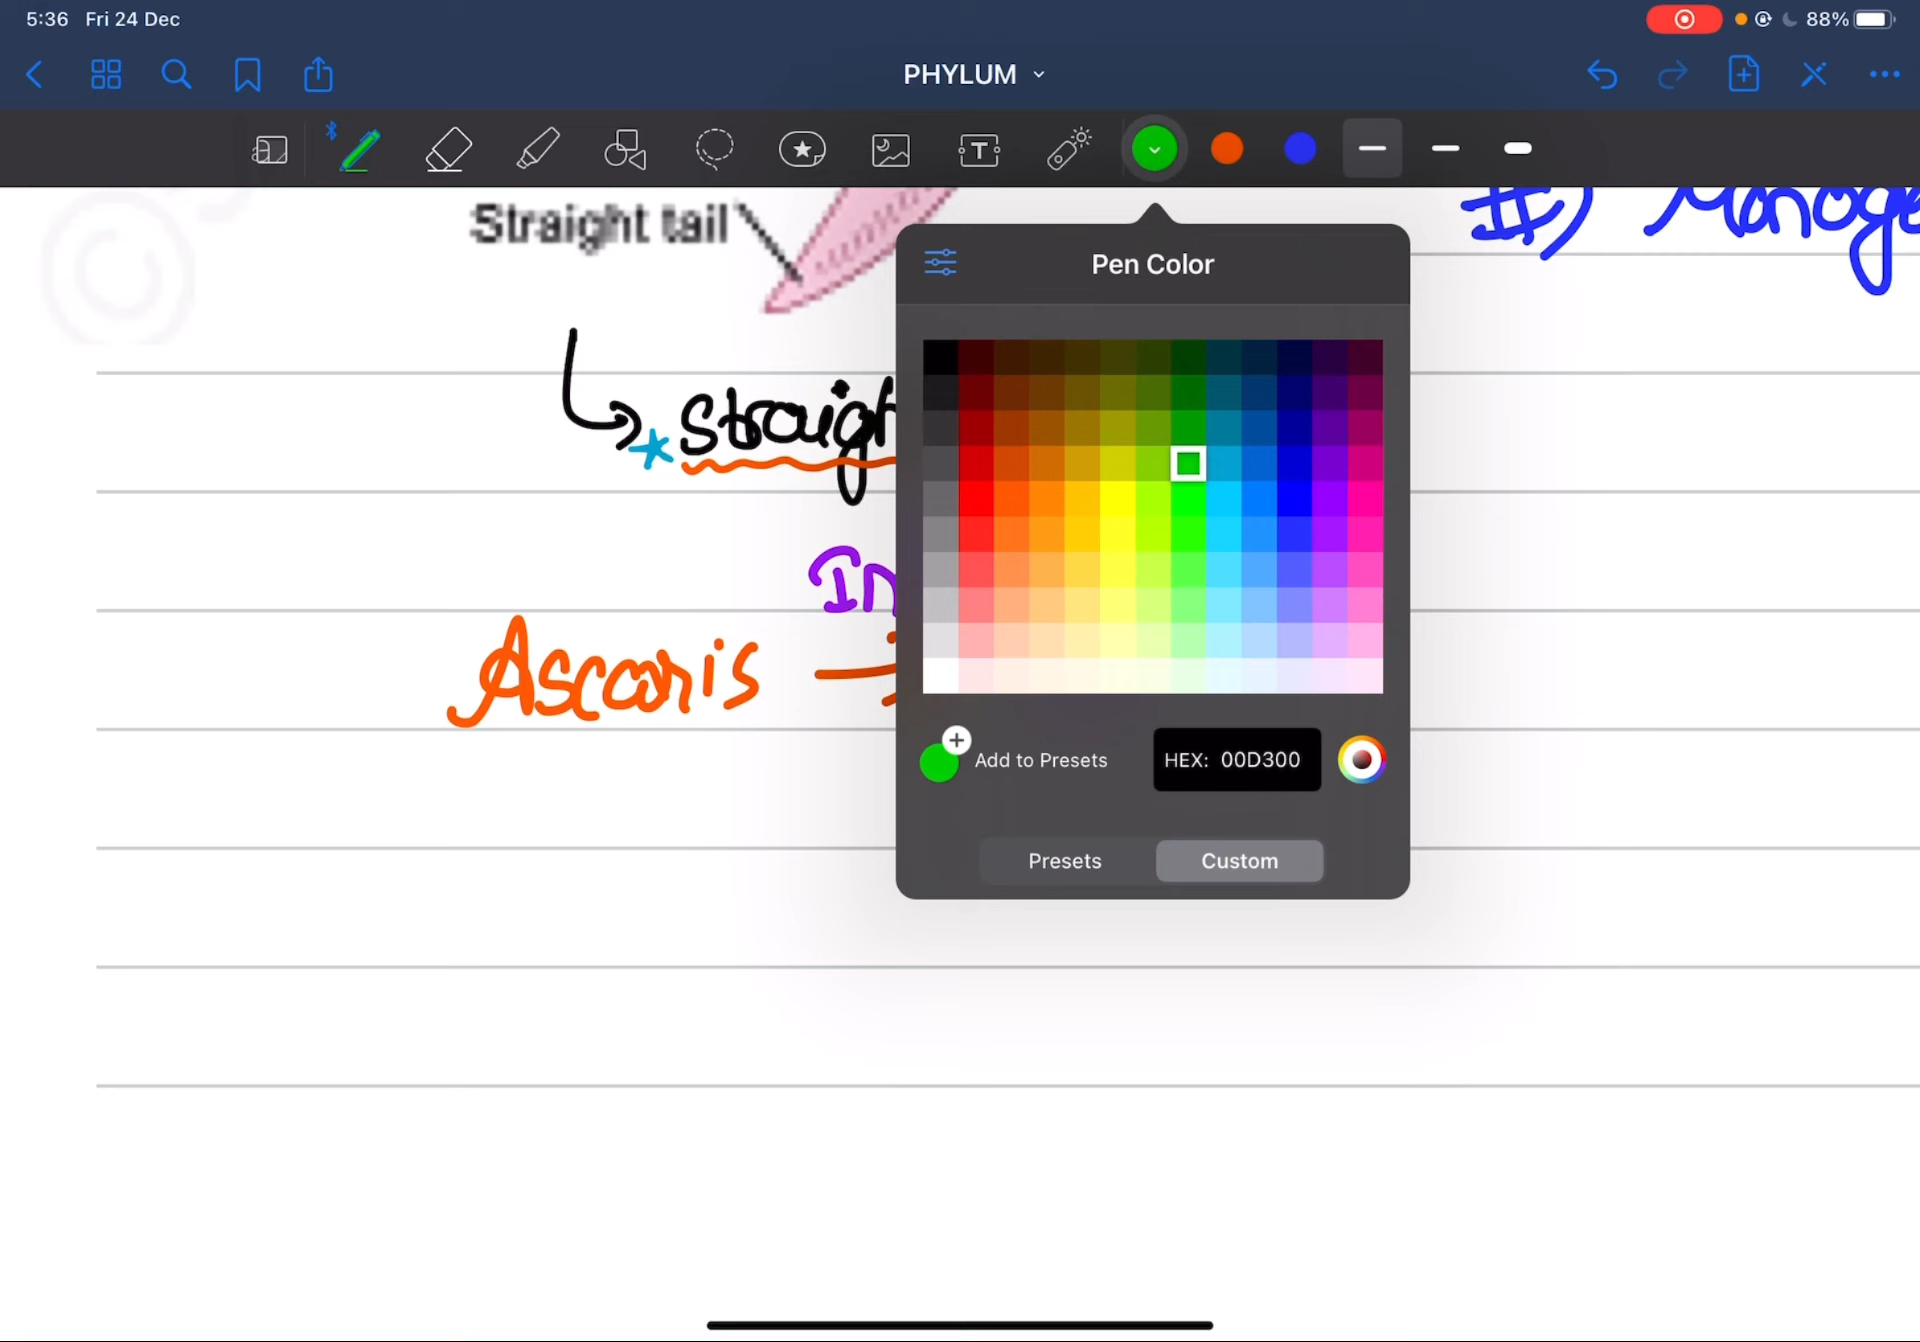 5:36 Fri 24 Dec 88%
PHYLUM
T
Straight tail
Pen Color
Ascaris
Add to Presets HEX: 00D300
Presets Custom